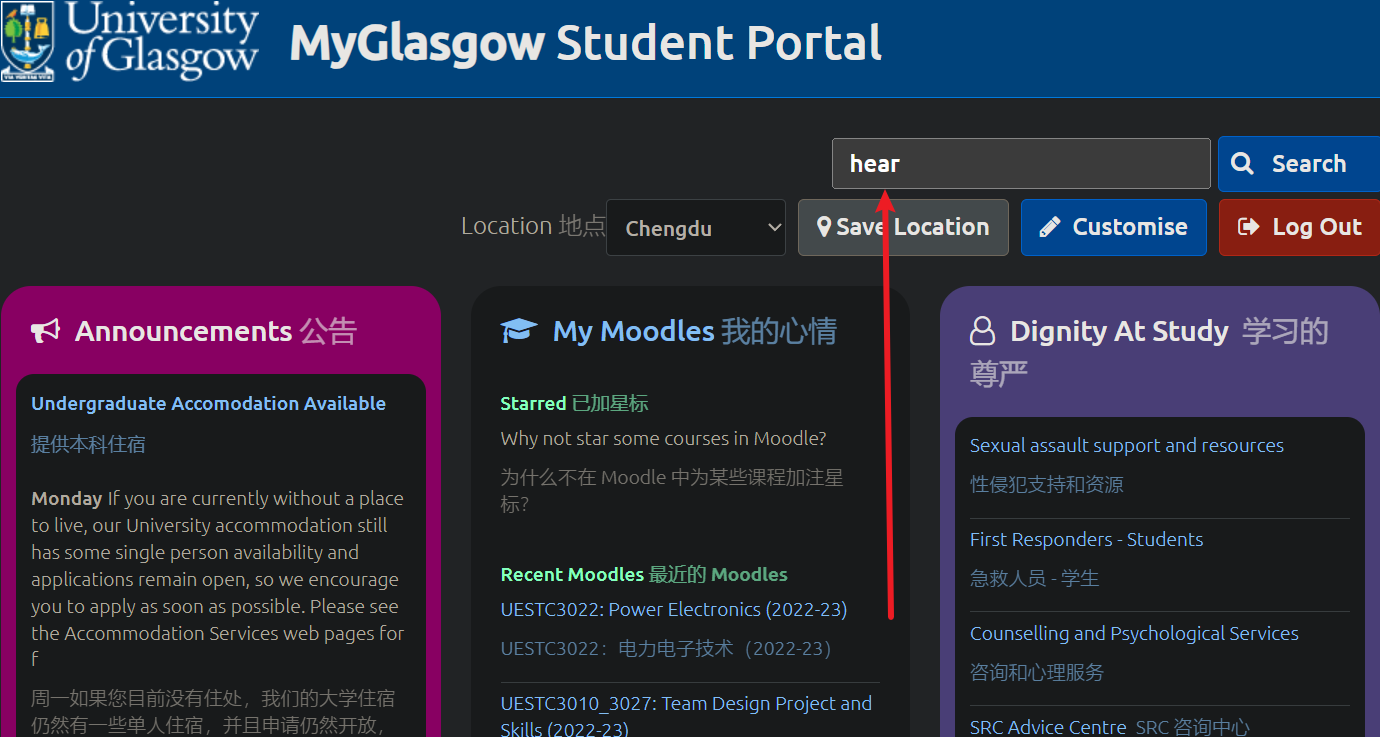 University
of Glasgow
MyGlasgow Student Portal
hear
Search
Location 地点
Chengdu
Save Location
Customise
Log Out
Announcements 公告
Undergraduate Accomodation Available
提供本科住宿
Monday If you are currently without a place
to live, our University accommodation still
has some single person availability and
applications remain open, so we encourage
you to apply as soon as possible. Please see
the Accommodation Services web pages for
f
周一如果您目前没有住处，我们的大学住宿
仍然有一些单人住宿，并且申请仍然开放，
My Moodles 我的心情
Starred 已加星标
Why not star some courses in Moodle?
为什么不在 Moodle 中为某些课程加注星
标？
Recent Moodles 最近的 Moodles
UESTC3022: Power Electronics (2022-23)
UESTC3022：电力电子技术（2022-23）
UESTC3010_3027: Team Design Project and
Skills (2022-23)
Dignity At Study 学习的
尊严
Sexual assault support and resources
性侵犯支持和资源
First Responders - Students
急救人员 - 学生
Counselling and Psychological Services
咨询和心理服务
SRC Advice Centre SRC 咨询中心